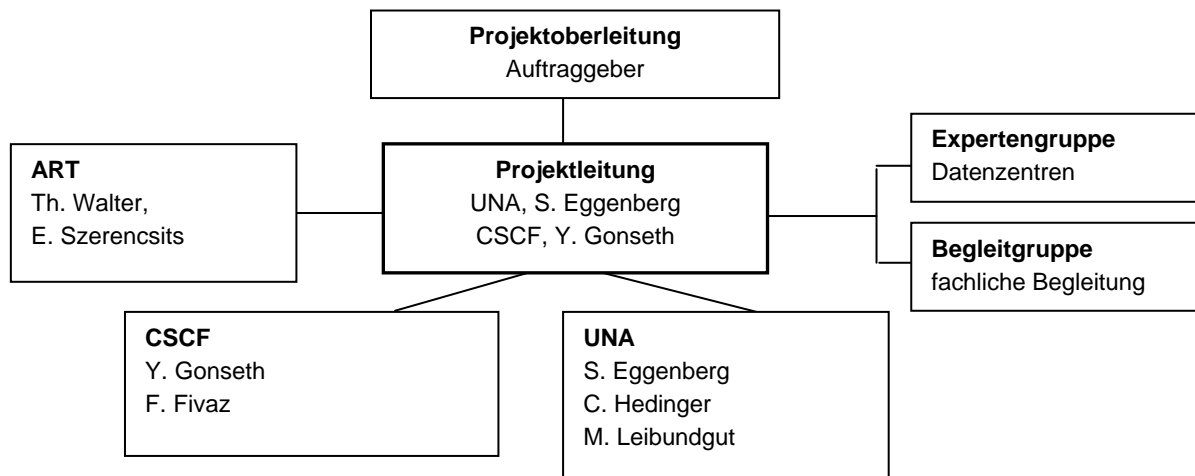 Projektoberleitung
Auftraggeber
ART
Th. Walter,
E. Szerencsits
Projektleitung
UNA, S. Eggenberg
CSCF, Y. Gonseth
Expertengruppe
Datenzentren
Begleitgruppe
fachliche Begleitung
CSCF
Y. Gonseth
F. Fivaz
UNA
S. Eggenberg
C. Hedinger
M. Leibundgut